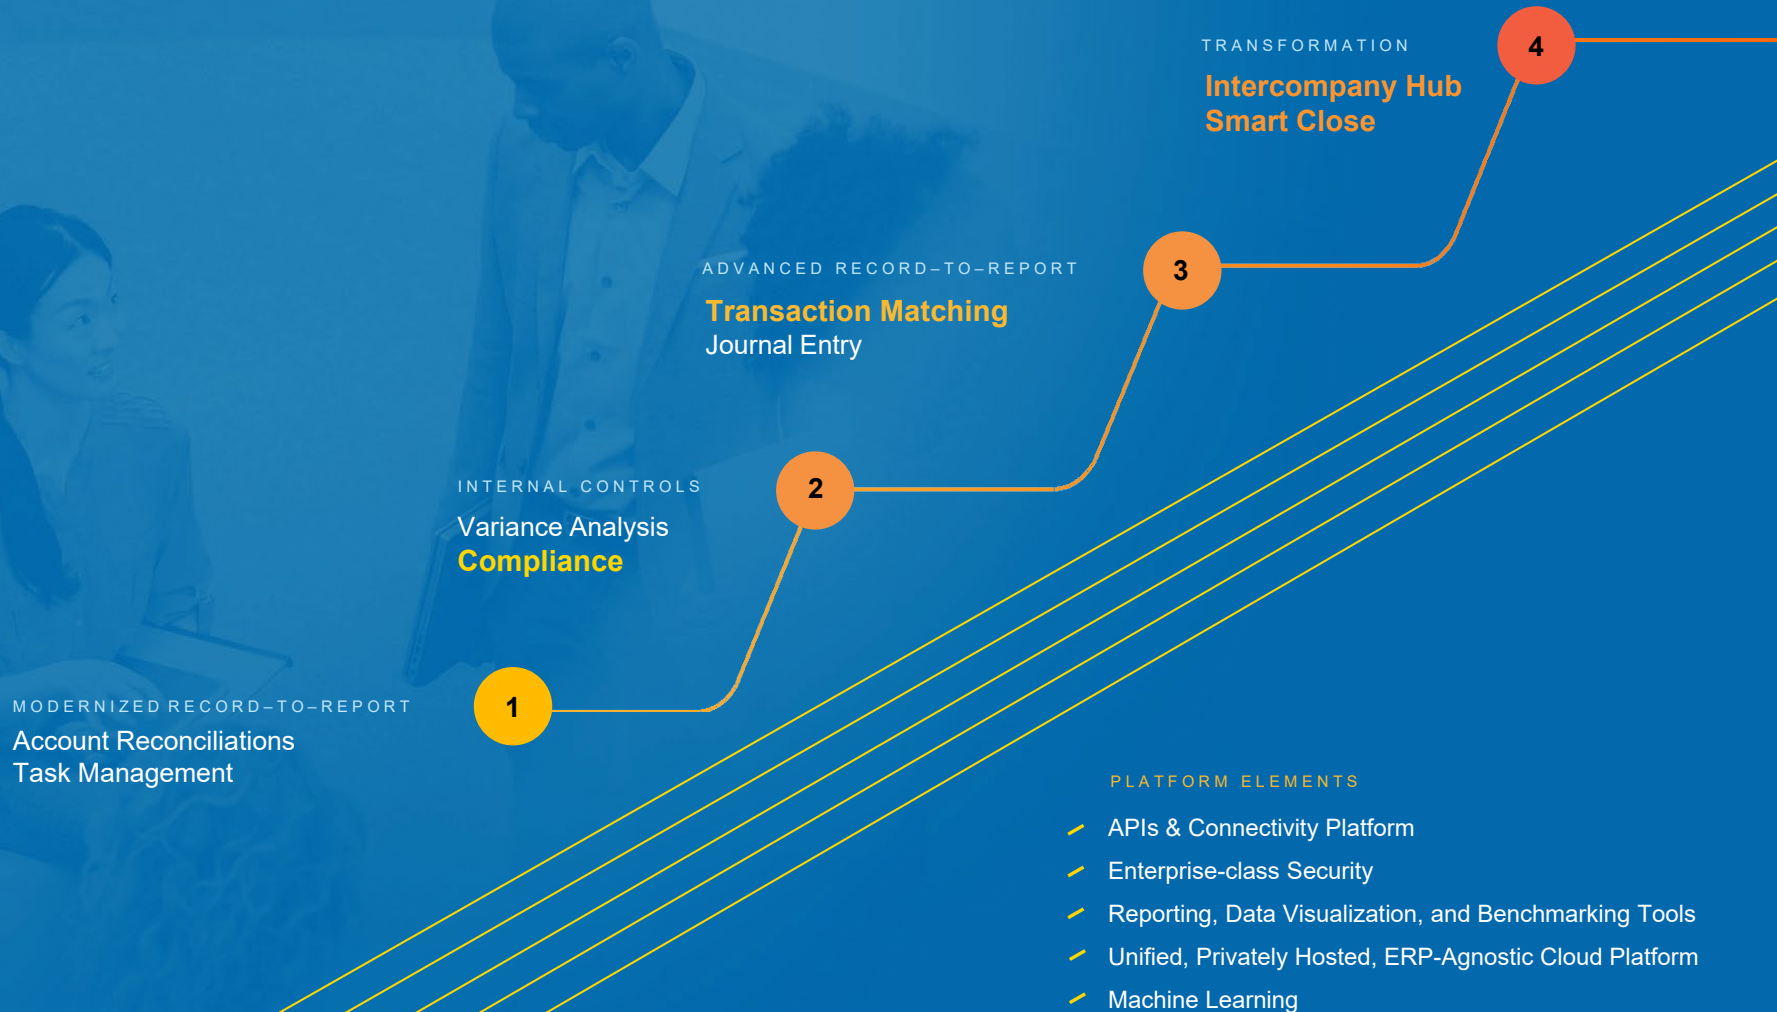 TRANSFORMATION
4
Intercompany Hub
Smart Close
ADVANCED RECORD–TO–REPORT
3
Transaction Matching
Journal Entry
INTERNAL CONTROLS
2
Variance Analysis
Compliance
MODERNIZED RECORD–TO–REPORT
1
Account Reconciliations
Task Management
PLATFORM ELEMENTS
APIs & Connectivity Platform
Enterprise-class Security
Reporting, Data Visualization, and Benchmarking Tools
Unified, Privately Hosted, ERP-Agnostic Cloud Platform
Machine Learning